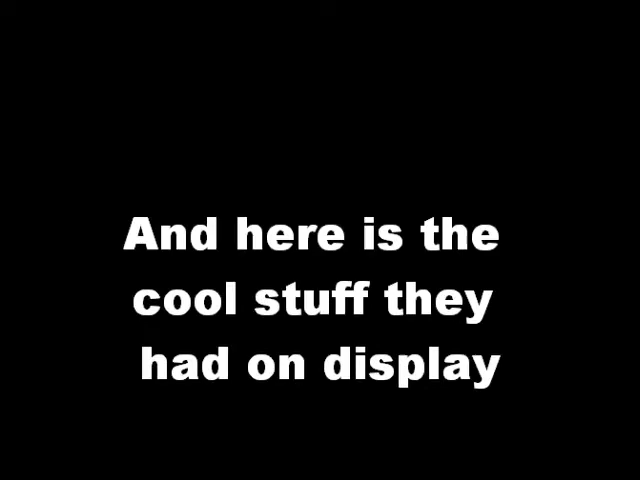 And here is the
cool stuff they
had on display